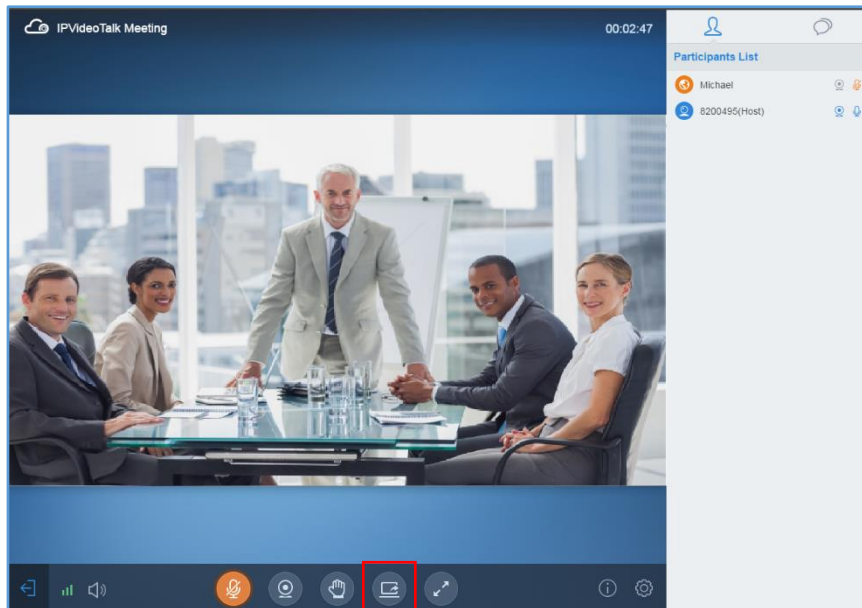 IPVideoTalk Meeting
00:02:47
Participants List
Michael
8200495(Host)